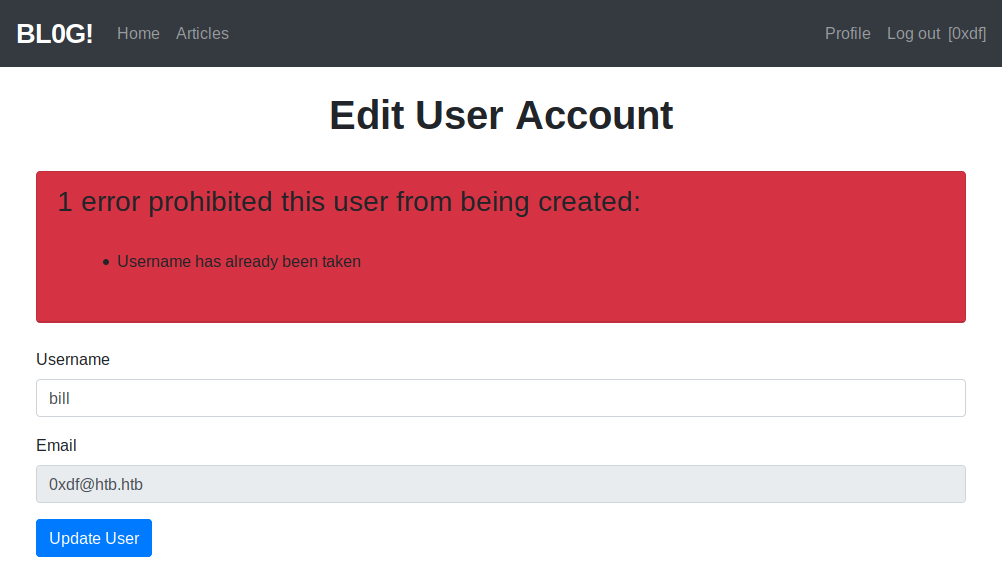 BL0G! Home Articles Profile Log out [0xdf]
Edit User Account
1 error prohibited this user from being created:
Username has already been taken
Username
bill
Email
0xdf@htb.htb
Update User